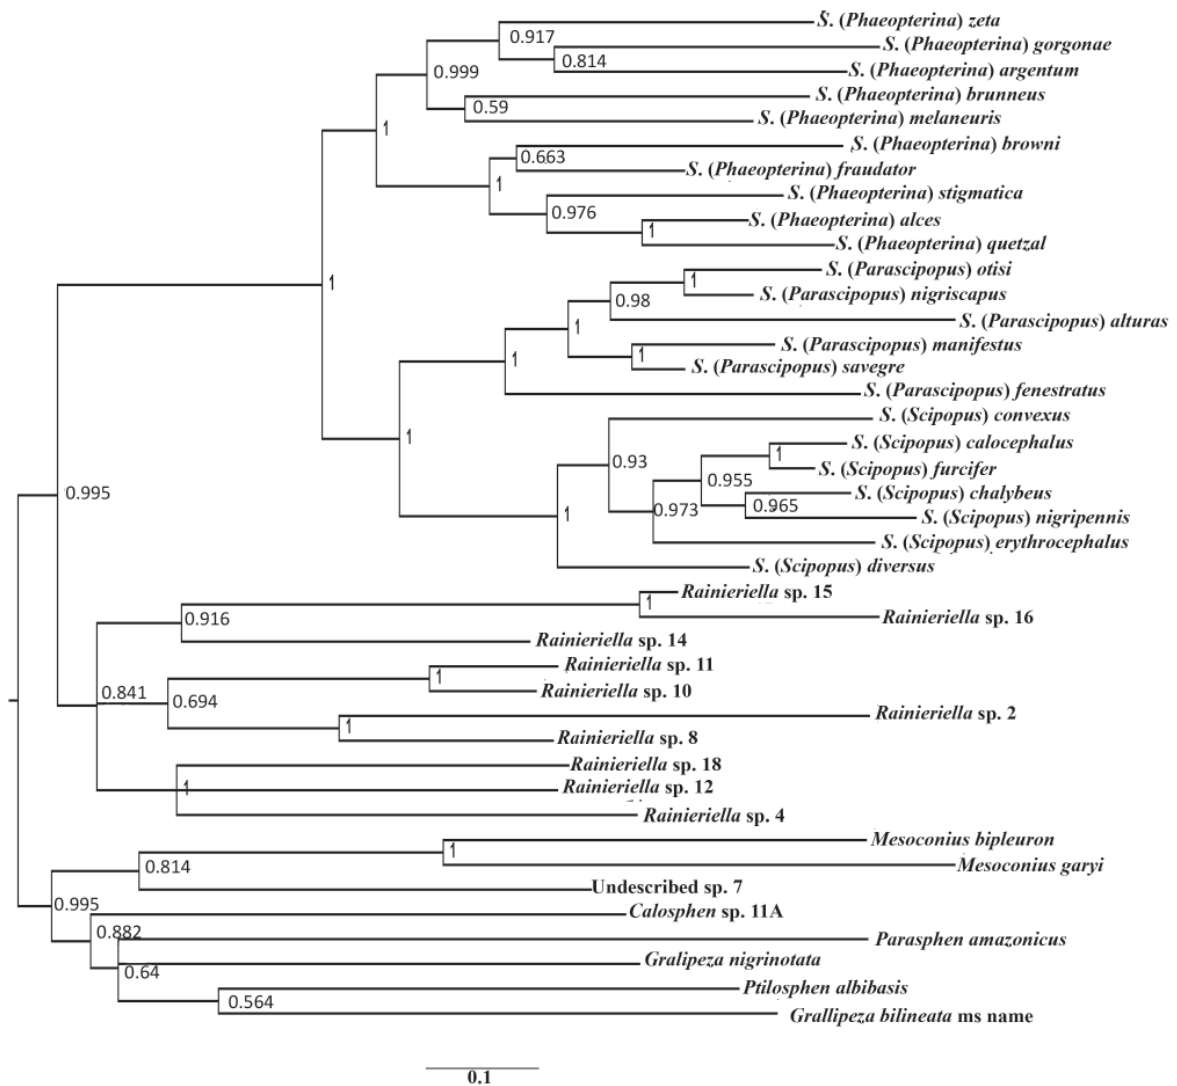 S. (Phaeopterina) zeta
0.917
S. (Phaeopterina) gorgonae
0.814
0.999
S. (Phaeopterina) argentum
S. (Phaeopterina) brunneus
0.59
S. (Phaeopterina) melaneuris
1
S. (Phaeopterina) browni
0.663
S. (Phaeopterina) fraudator
1
S. (Phaeopterina) stigmatica
0.976
S. (Phaeopterina) alces
1
S. (Phaeopterina) quetzal
S. (Parascipopus) otisi
1
1
S. (Parascipopus) nigriscapus
0.98
S. (Parascipopus) alturas
1
S. (Parascipopus) manifestus
1
1
S. (Parascipopus) savegre
S. (Parascipopus) fenestratus
S. (Scipopus) convexus
1
S. (Scipopus) calocephalus
1
0.93
S. (Scipopus) furcifer
0.955
0.995
S. (Scipopus) chalybeus
0.965
0.973
1
S. (Scipopus) nigripennis
S. (Scipopus) erythrocephalus
S. (Scipopus) diversus
Rainieriella sp. 15
1
0.916
Rainieriella sp. 16
Rainieriella sp. 14
Rainieriella sp. 11
1
Rainieriella sp. 10
0.841
0.694
Rainieriella sp. 2
1
Rainieriella sp. 8
Rainieriella sp. 18
1
Rainieriella sp. 12
Rainieriella sp. 4
Mesoconius bipleuron
1
0.814
Mesoconius garyi
Undescribed sp. 7
0.995
Calosphen sp. 11A
0.882
Parasphen amazonicus
Gralipeza nigrinotata
0.64
Ptilosphen albibasis
0.564
Grallipeza bilineata ms name
0.1